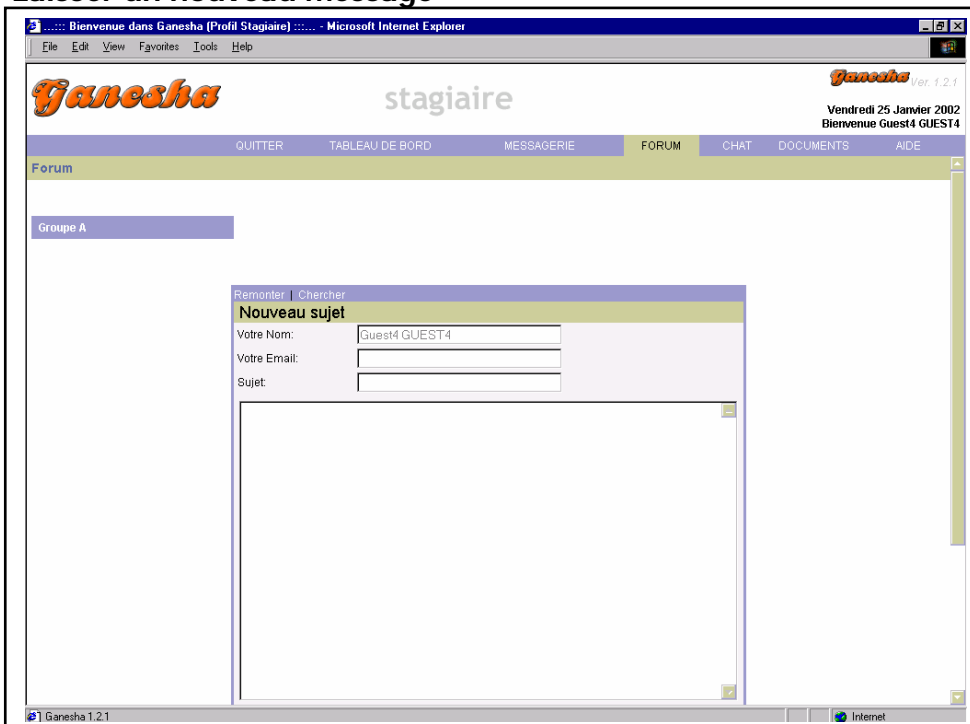 Laisser un nouveau message
...::: Bienvenue dans Ganesha (Profil Stagiaire) :::... - Microsoft Internet Explorer
File Edit View Favorites Tools Help
Ganesha stagiaire Ganesha Ver. 1.2.1
Vendredi 25 Janvier 2002
Bienvenue Guest4 GUEST4
QUITTER TABLEAU DE BORD MESSAGERIE FORUM CHAT DOCUMENTS AIDE
Forum
Groupe A
Remonter | Chercher
Nouveau sujet
Votre Nom: Guest4 GUEST4
Votre Email:
Sujet:
Ganesha 1.2.1 Internet